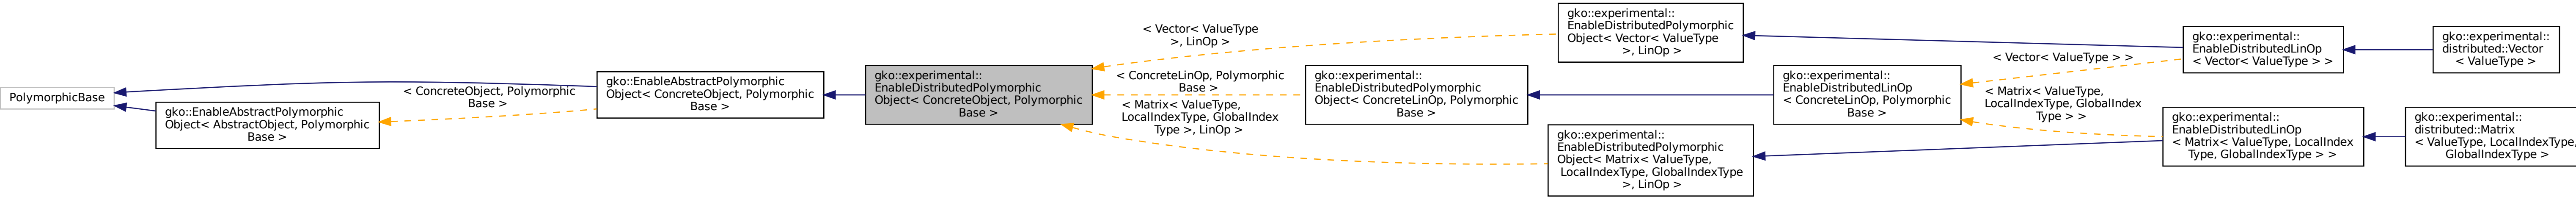 PolymorphicBase
gko::EnableAbstractPolymorphic
Object< AbstractObject, Polymorphic
Base >
< ConcreteObject, Polymorphic
Base >
gko::EnableAbstractPolymorphic
Object< ConcreteObject, Polymorphic
Base >
gko::experimental::
EnableDistributedPolymorphic
Object< ConcreteObject, Polymorphic
Base >
< Vector< ValueType
>, LinOp >
< ConcreteLinOp, Polymorphic
Base >
< Matrix< ValueType,
LocalIndexType, GlobalIndex
Type >, LinOp >
gko::experimental::
EnableDistributedPolymorphic
Object< Vector< ValueType
>, LinOp >
gko::experimental::
EnableDistributedPolymorphic
Object< ConcreteLinOp, Polymorphic
Base >
gko::experimental::
EnableDistributedPolymorphic
Object< Matrix< ValueType,
LocalIndexType, GlobalIndexType
>, LinOp >
gko::experimental::
EnableDistributedLinOp
< ConcreteLinOp, Polymorphic
Base >
< Vector< ValueType > >
< Matrix< ValueType,
LocalIndexType, GlobalIndex
Type > >
gko::experimental::
EnableDistributedLinOp
< Vector< ValueType > >
gko::experimental::
EnableDistributedLinOp
< Matrix< ValueType, LocalIndex
Type, GlobalIndexType > >
gko::experimental::
distributed::Vector
< ValueType >
gko::experimental::
distributed::Matrix
< ValueType, LocalIndexType,
GlobalIndexType >